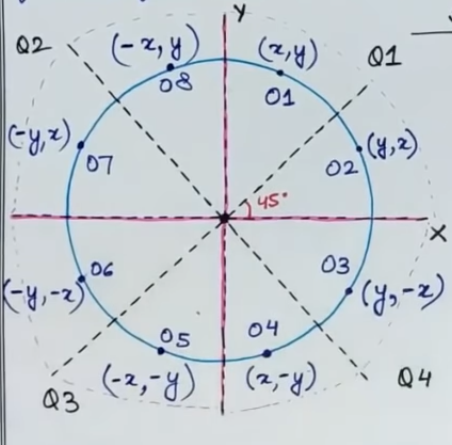 Y
Q2
(-x, y)
(x,y)
Q1
08
01
(-y,x)
07
02
(y,x)
45°
X
06
03
(-y,-x)
(y,-x)
05
04
(-x,-y)
(x,-y)
Q3
Q4